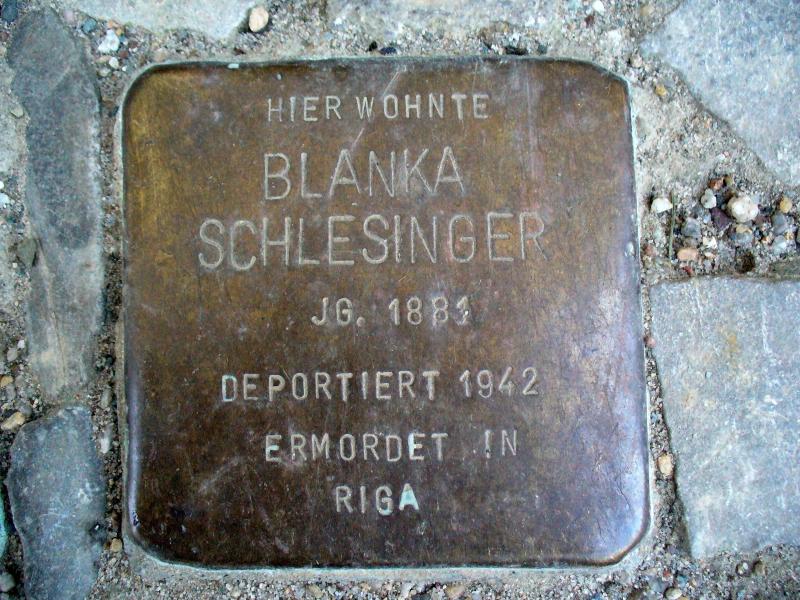 HIER WOHNTE
BLANKA
SCHLESINGER
JG. 1881
DEPORTIERT 1942
ERMORDET IN
RIGA